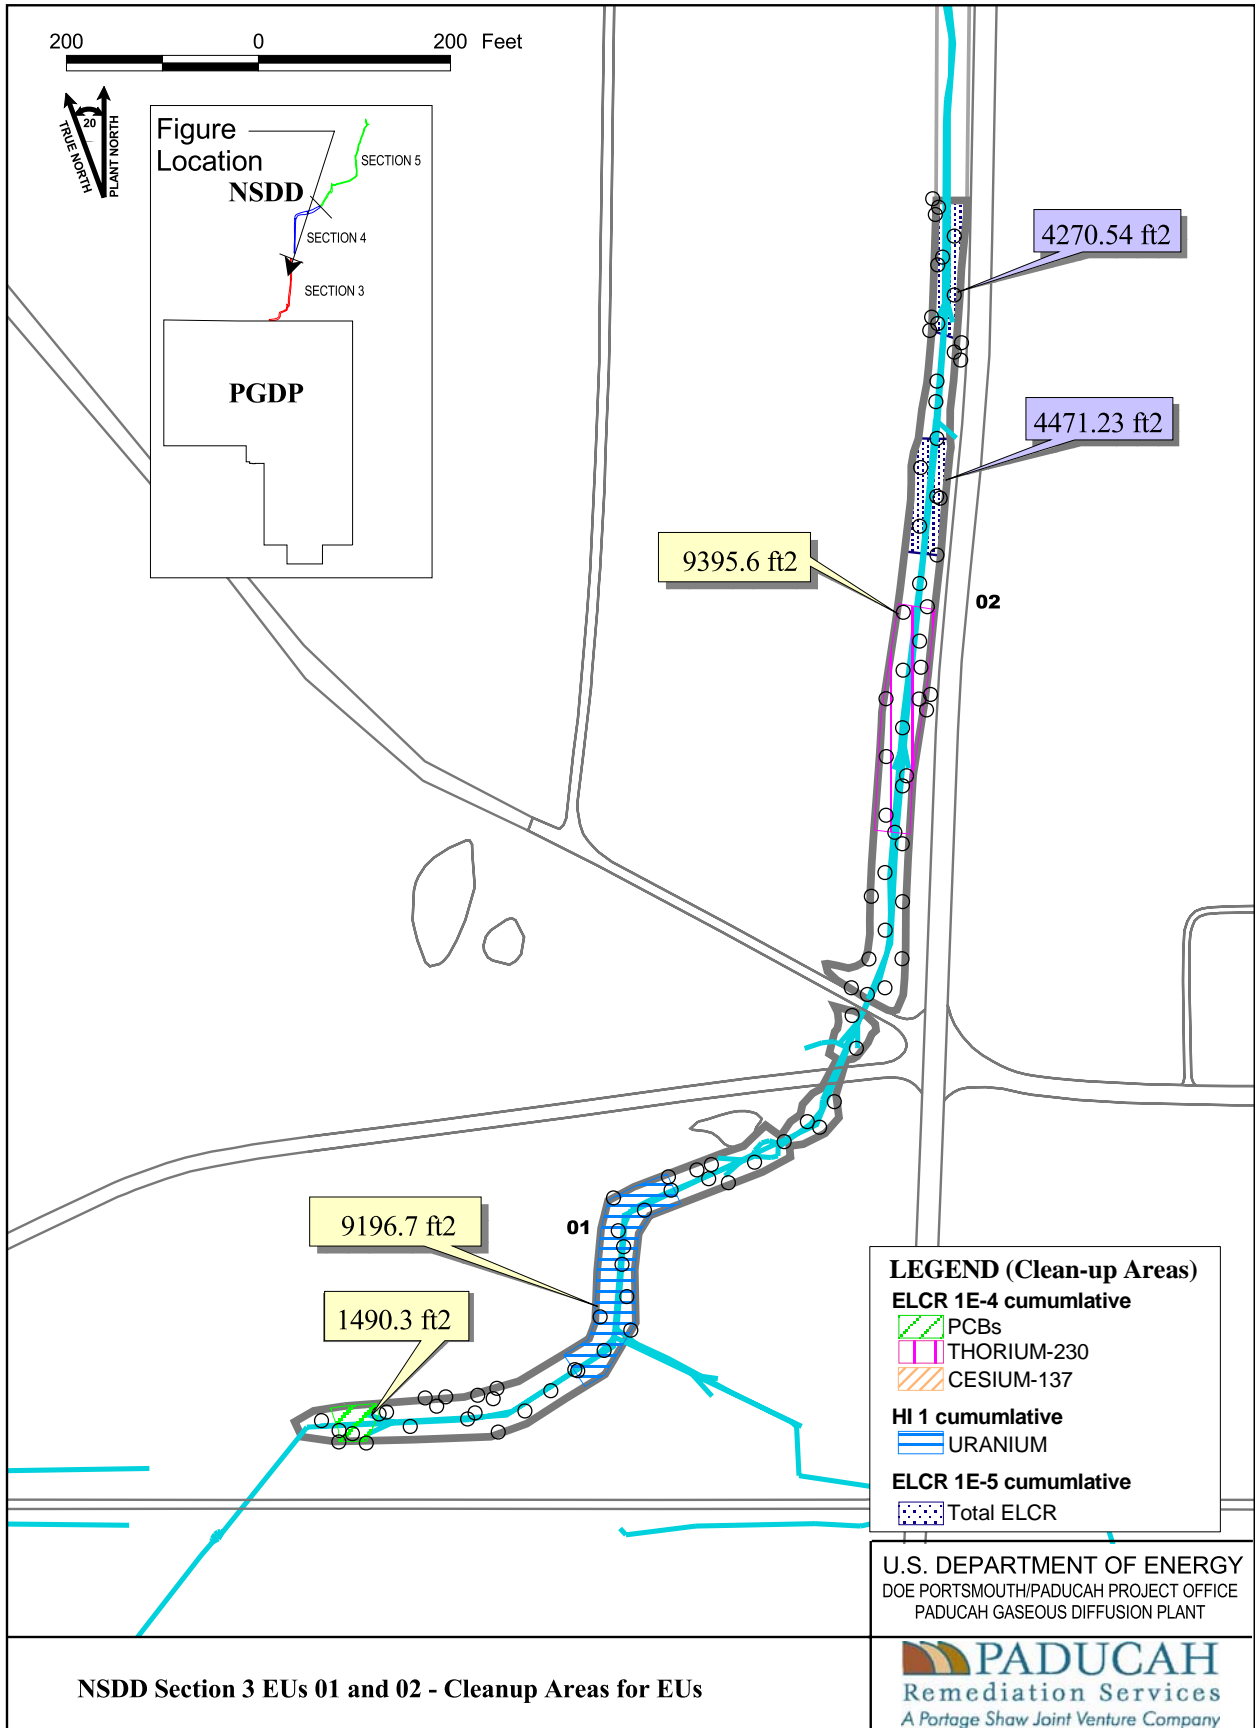 200 0 200 Feet
TRUE NORTH
20
PLANT NORTH
Figure
Location
NSDD
SECTION 5
SECTION 4
SECTION 3
PGDP
4270.54 ft2
4471.23 ft2
9395.6 ft2
02
01
9196.7 ft2
1490.3 ft2
LEGEND (Clean-up Areas)
ELCR 1E-4 cumumlative
PCBs
THORIUM-230
CESIUM-137
HI 1 cumumlative
URANIUM
ELCR 1E-5 cumumlative
Total ELCR
U.S. DEPARTMENT OF ENERGY
DOE PORTSMOUTH/PADUCAH PROJECT OFFICE
PADUCAH GASEOUS DIFFUSION PLANT
NSDD Section 3 EUs 01 and 02 - Cleanup Areas for EUs
PADUCAH
Remediation Services
A Portage Shaw Joint Venture Company